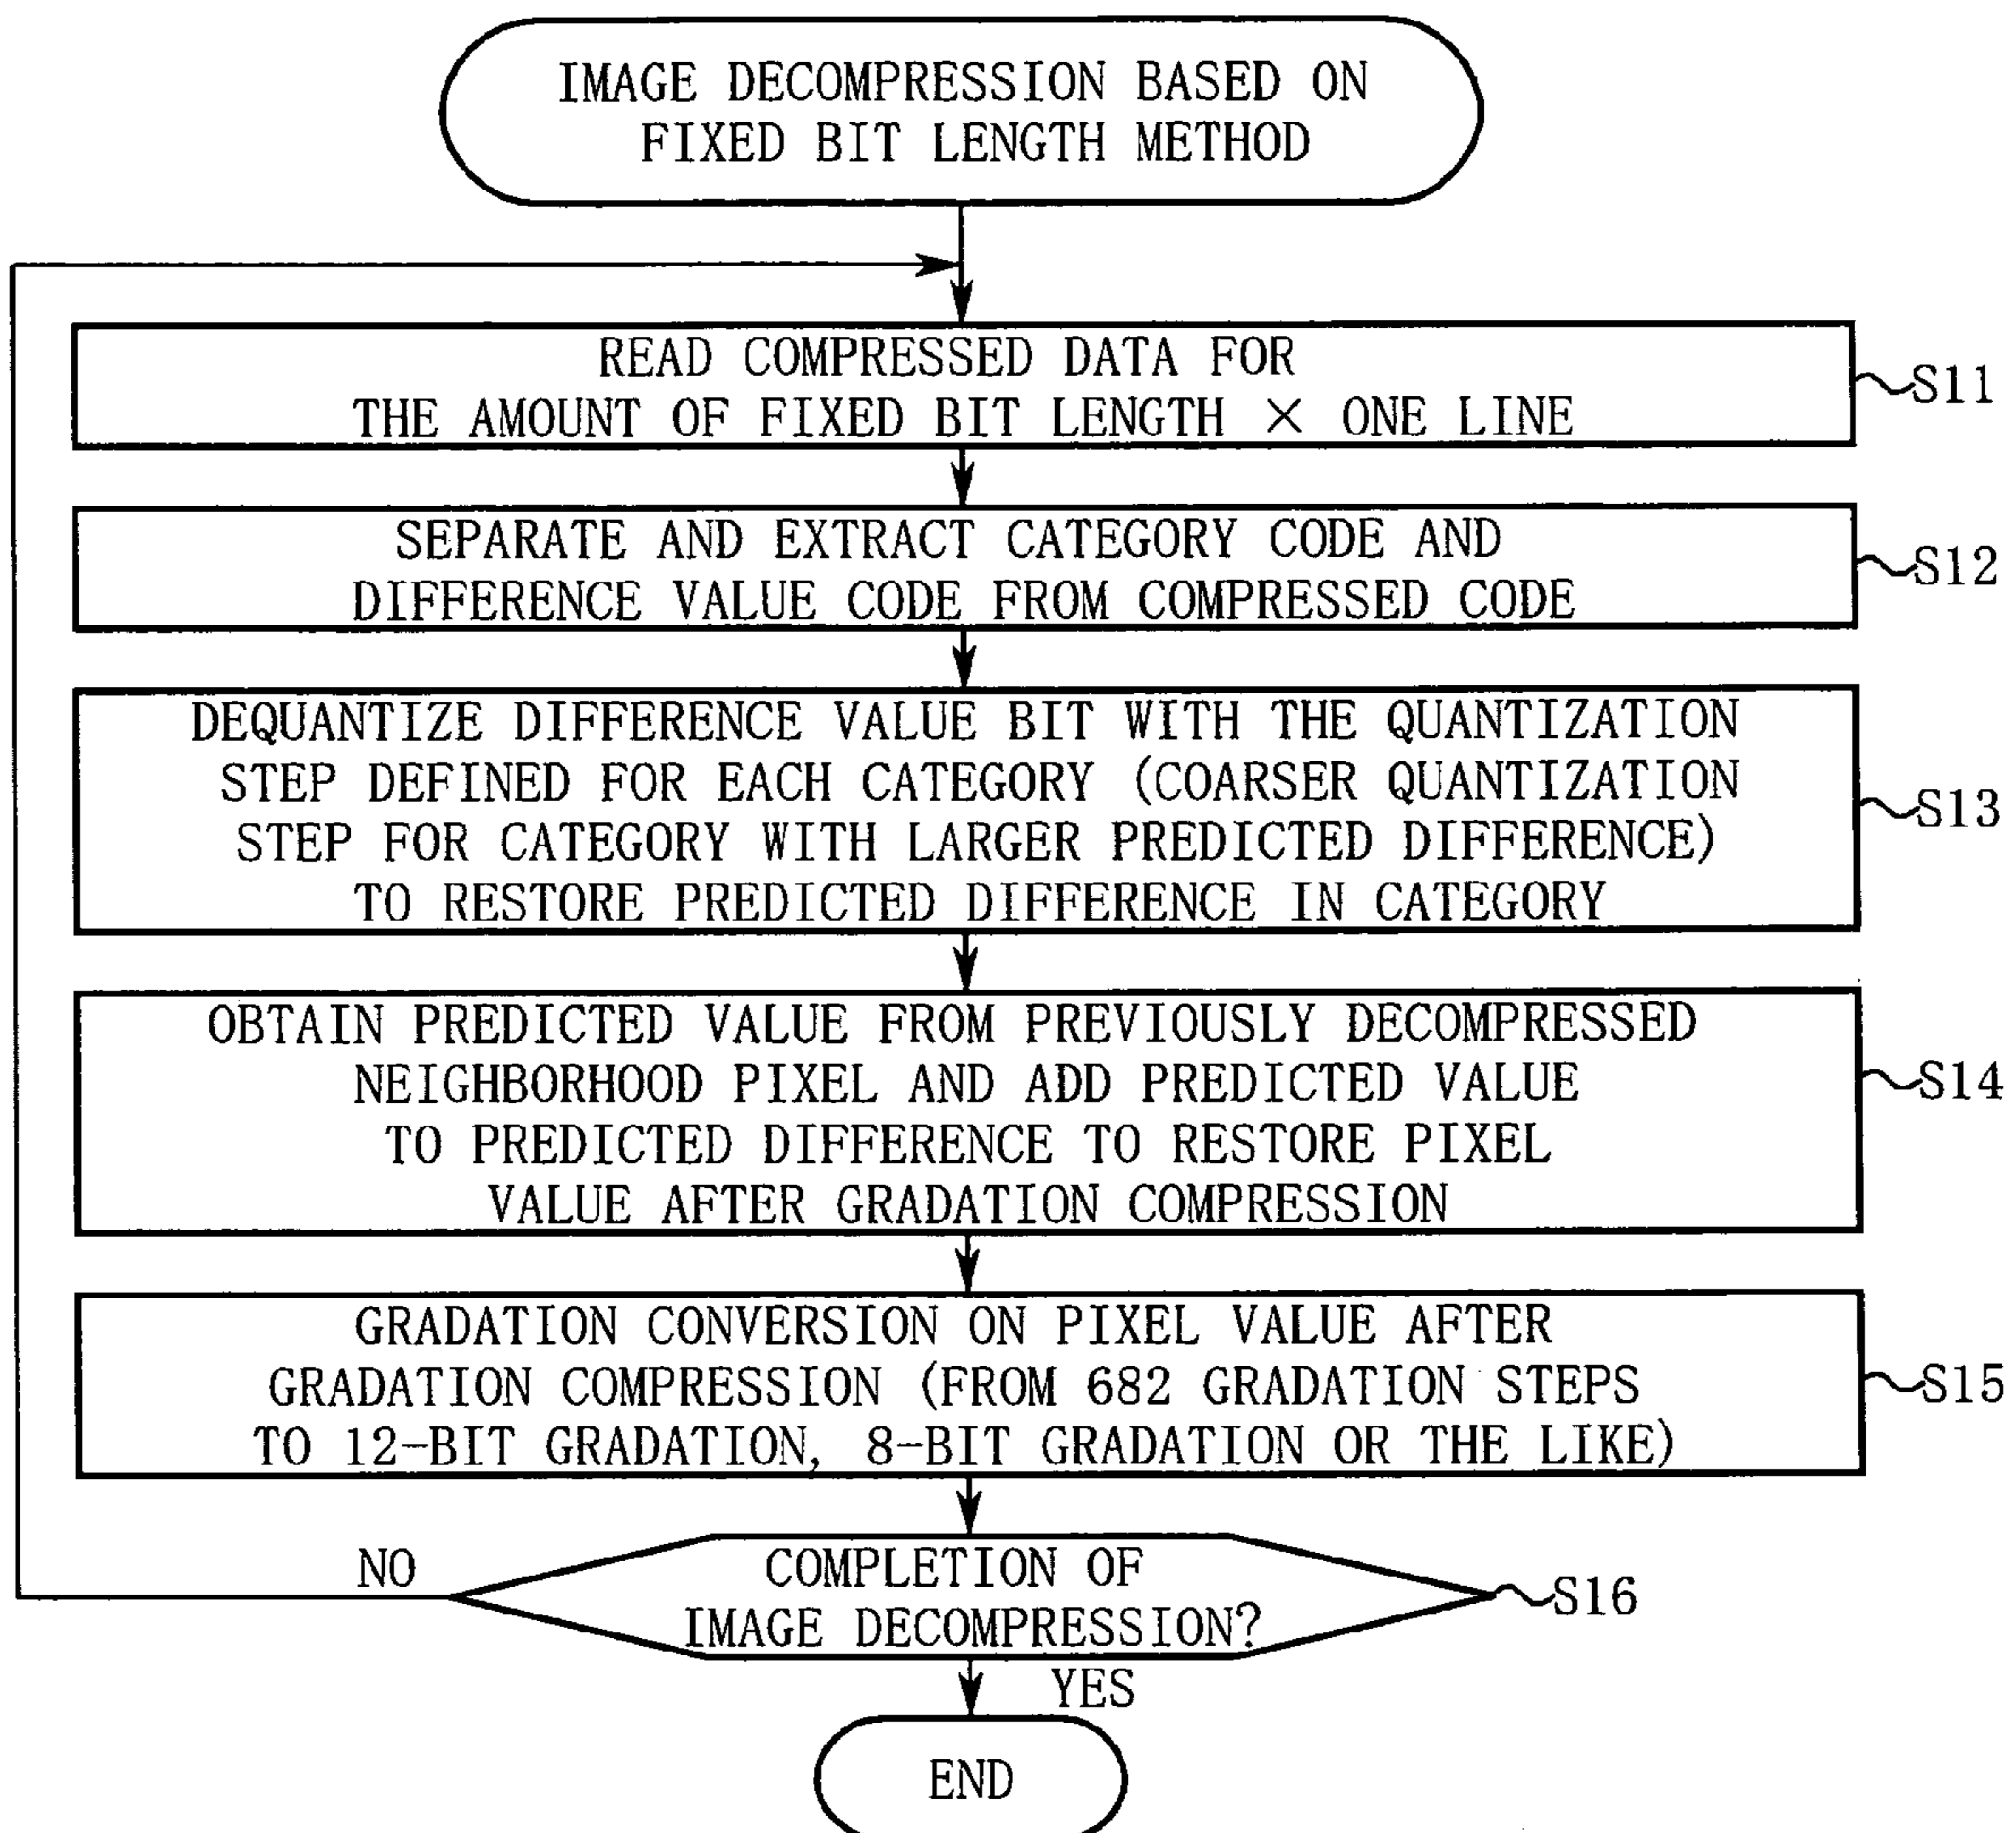 IMAGE DECOMPRESSION BASED ON
FIXED BIT LENGTH METHOD
READ COMPRESSED DATA FOR
THE AMOUNT OF FIXED BIT LENGTH × ONE LINE
S11
SEPARATE AND EXTRACT CATEGORY CODE AND
DIFFERENCE VALUE CODE FROM COMPRESSED CODE
S12
DEQUANTIZE DIFFERENCE VALUE BIT WITH THE QUANTIZATION
STEP DEFINED FOR EACH CATEGORY (COARSER QUANTIZATION
STEP FOR CATEGORY WITH LARGER PREDICTED DIFFERENCE)
TO RESTORE PREDICTED DIFFERENCE IN CATEGORY
S13
OBTAIN PREDICTED VALUE FROM PREVIOUSLY DECOMPRESSED
NEIGHBORHOOD PIXEL AND ADD PREDICTED VALUE
TO PREDICTED DIFFERENCE TO RESTORE PIXEL
VALUE AFTER GRADATION COMPRESSION
S14
GRADATION CONVERSION ON PIXEL VALUE AFTER
GRADATION COMPRESSION (FROM 682 GRADATION STEPS
TO 12-BIT GRADATION, 8-BIT GRADATION OR THE LIKE)
S15
NO
COMPLETION OF
IMAGE DECOMPRESSION?
S16
YES
END